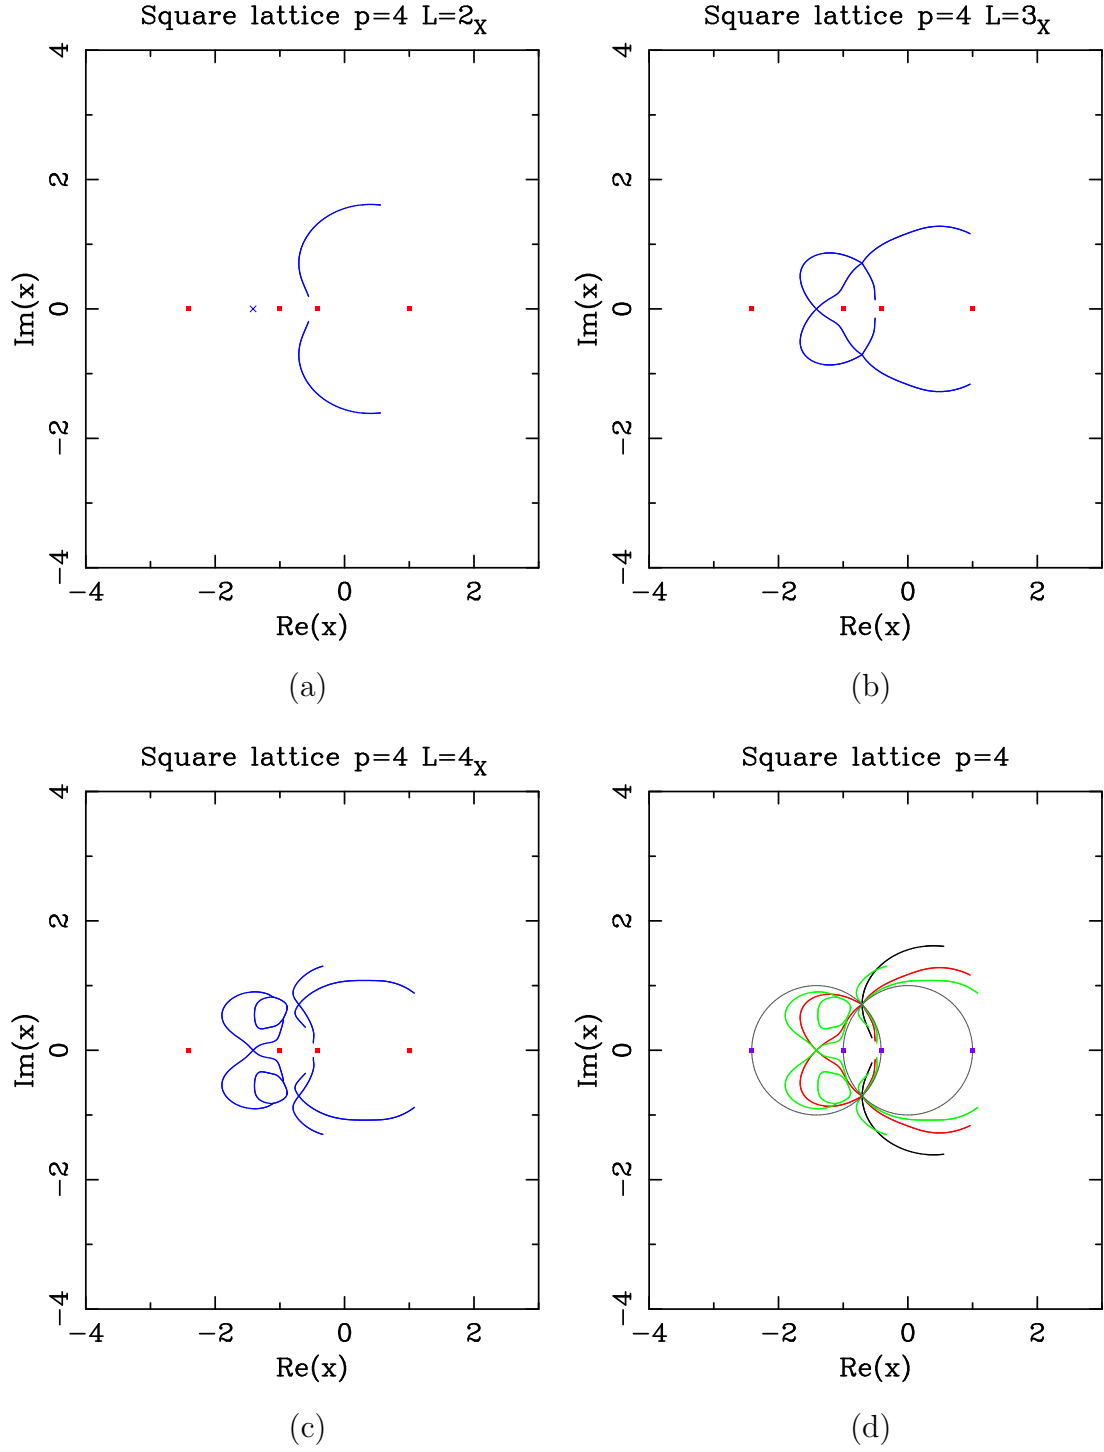 Square lattice p=4 L=2x
Square lattice p=4 L=3x
4
2
0
−2
−4
Im(x)
−4 −2 0 2
Re(x)
4
2
0
−2
−4
Im(x)
−4 −2 0 2
Re(x)
(a)
(b)
Square lattice p=4 L=4x
Square lattice p=4
4
2
0
−2
−4
Im(x)
−4 −2 0 2
Re(x)
4
2
0
−2
−4
Im(x)
−4 −2 0 2
Re(x)
(c)
(d)